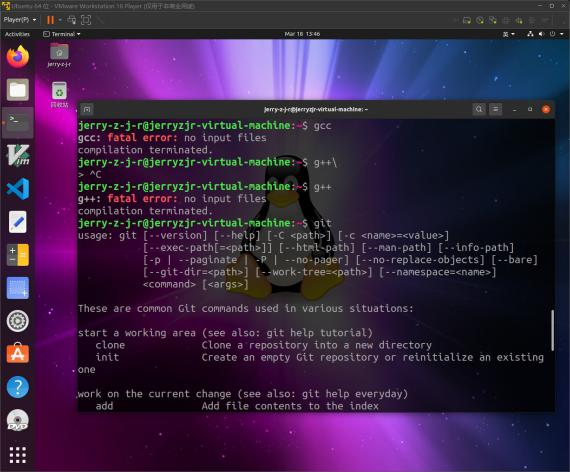 Ubuntu-64 位 - VMware Workstation 16 Player (仅用于非商业用途)
Player(P)
Activities
Terminal
Mar 18 13:46
英
jerry-z-j-r
回收站
jerry-z-j-r@jerryzjr-virtual-machine: ~
jerry-z-j-r@jerryzjr-virtual-machine:~$ gcc
gcc: fatal error: no input files
compilation terminated.
jerry-z-j-r@jerryzjr-virtual-machine:~$ g++\
> ^C
jerry-z-j-r@jerryzjr-virtual-machine:~$ g++
g++: fatal error: no input files
compilation terminated.
jerry-z-j-r@jerryzjr-virtual-machine:~$ git
usage: git [--version] [--help] [-C <path>] [-c <name>=<value>]
[--exec-path[=<path>]] [--html-path] [--man-path] [--info-path]
[-p | --paginate | -P | --no-pager] [--no-replace-objects] [--bare]
[--git-dir=<path>] [--work-tree=<path>] [--namespace=<name>]
<command> [<args>]
These are common Git commands used in various situations:
start a working area (see also: git help tutorial)
clone Clone a repository into a new directory
init Create an empty Git repository or reinitialize an existing
one
work on the current change (see also: git help everyday)
add Add file contents to the index